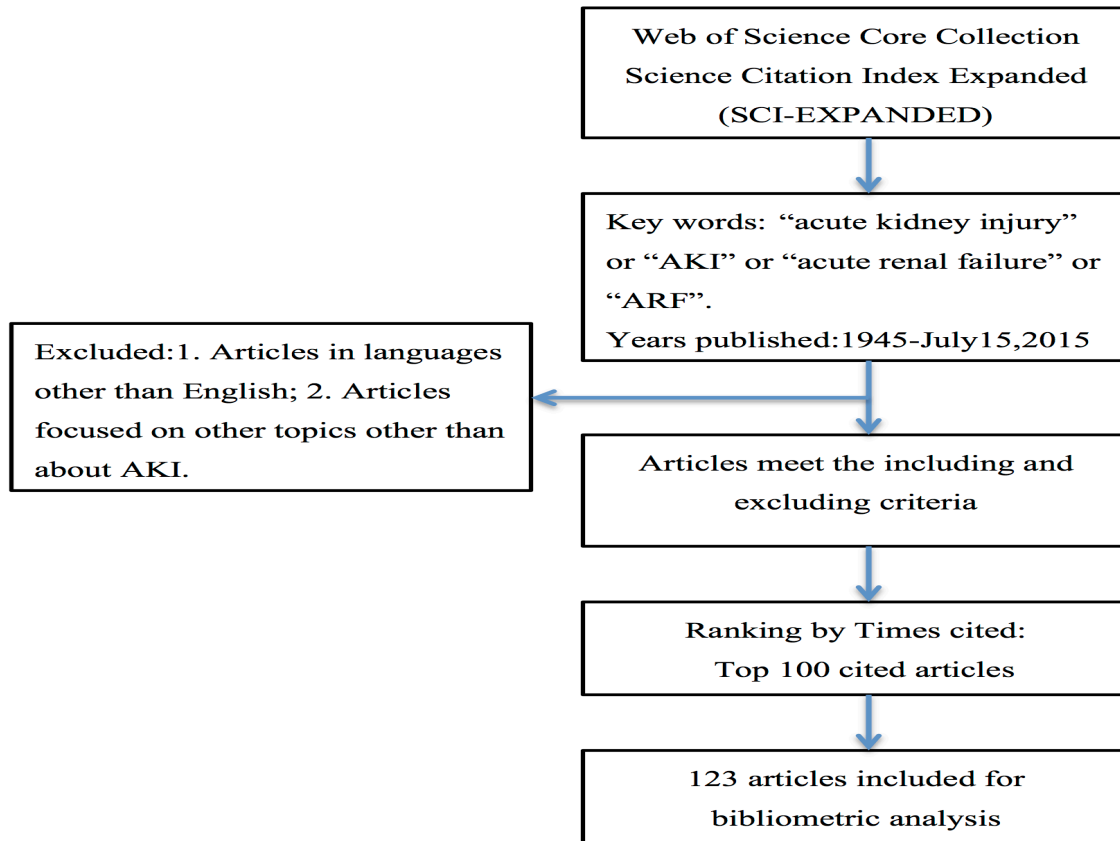 Web of Science Core Collection
Science Citation Index Expanded
(SCI-EXPANDED)
Key words: “acute kidney injury”
or “AKI” or “acute renal failure” or
“ARF”.
Years published:1945-July15,2015
Excluded:1. Articles in languages
other than English; 2. Articles
focused on other topics other than
about AKI.
Articles meet the including and
excluding criteria
Ranking by Times cited:
Top 100 cited articles
123 articles included for
bibliometric analysis